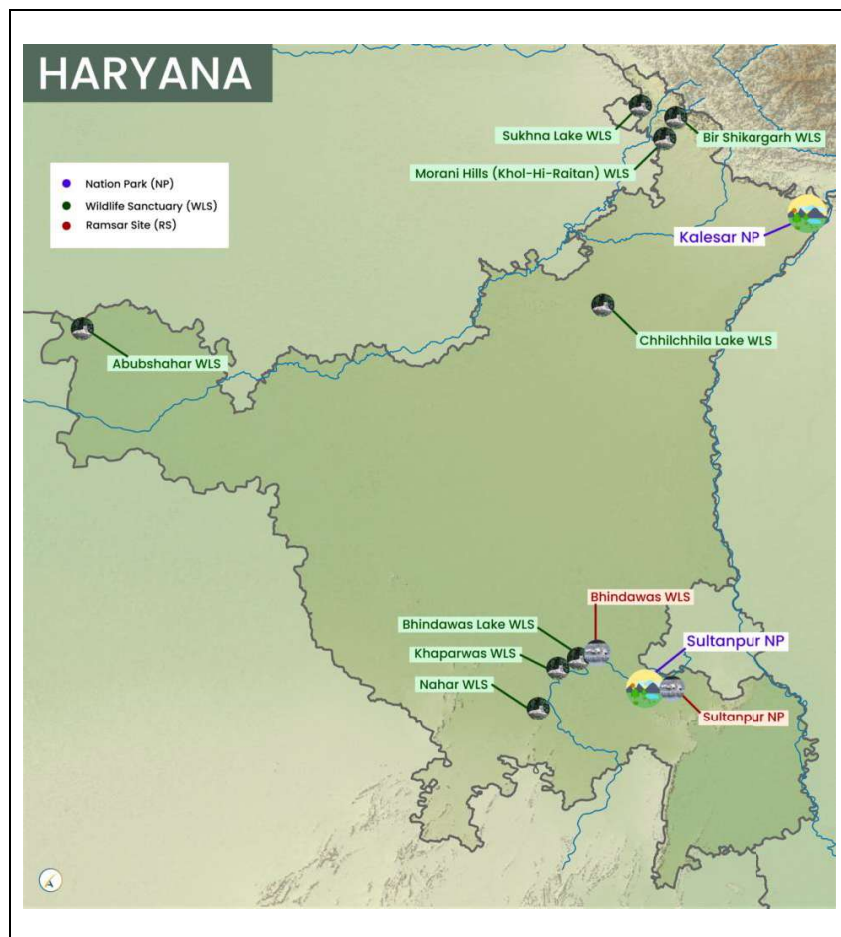 HARYANA
Sukhna Lake WLS
Bir Shikargarh WLS
Morani Hills (Khol-Hi-Raitan) WLS
Nation Park (NP)
Wildlife Sanctuary (WLS)
Ramsar Site (RS)
Kalesar NP
Chhilchhila Lake WLS
Abubshahar WLS
Bhindawas WLS
Bhindawas Lake WLS
Sultanpur NP
Khaparwas WLS
Nahar WLS
Sultanpur NP